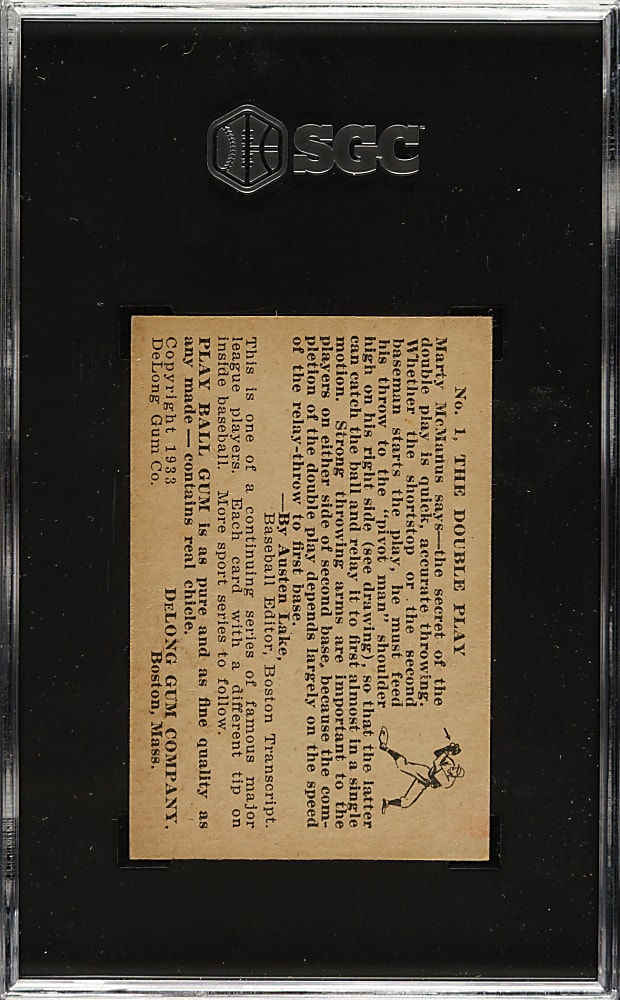 SGC
No. 1, THE DOUBLE PLAY
Marty McManus says—the secret of the
double play is quick, accurate throwing.
Whether the shortstop or the second
baseman starts the play, he must feed
his throw to the "pivot man" shoulder
high on his right side (see drawing), so that the latter
can catch the ball and relay it to first almost in a single
motion. Strong throwing arms are important to the
players on either side of second base, because the com-
pletion of the double play depends largely on the speed
of the relay-throw to first base.
—By Austen Lake,
Baseball Editor, Boston Transcript.
This is one of a continuing series of famous major
league players. Each card with a different tip on
inside baseball. More sport series to follow.
PLAY BALL GUM is as pure and as fine quality as
any made — contains real chicle.
Copyright 1933 DeLONG GUM COMPANY,
DeLong Gum Co. Boston, Mass.